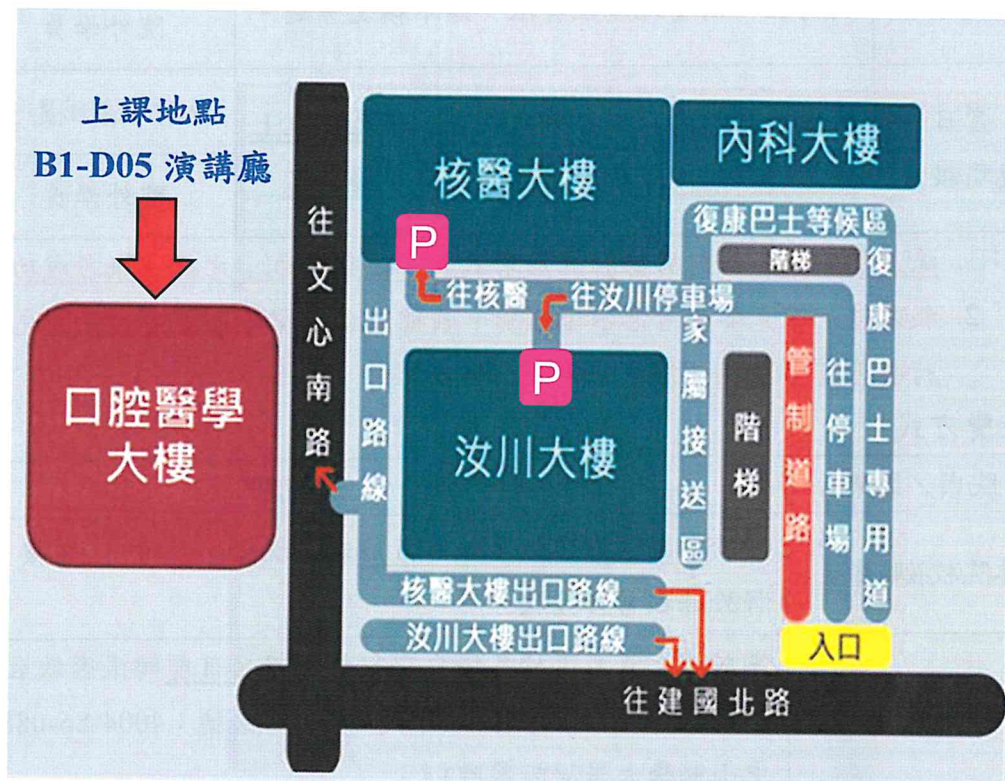 上課地點
B1-D05 演講廳
口腔醫學
大樓
往文心南路
核醫大樓
內科大樓
P
往核醫
往汝川停車場
P
汝川大樓
出口路線
復康巴士等候區
階梯
復康巴士專用道
家屬接送區
階梯
管制道路
往停車場
核醫大樓出口路線
汝川大樓出口路線
入口
往建國北路